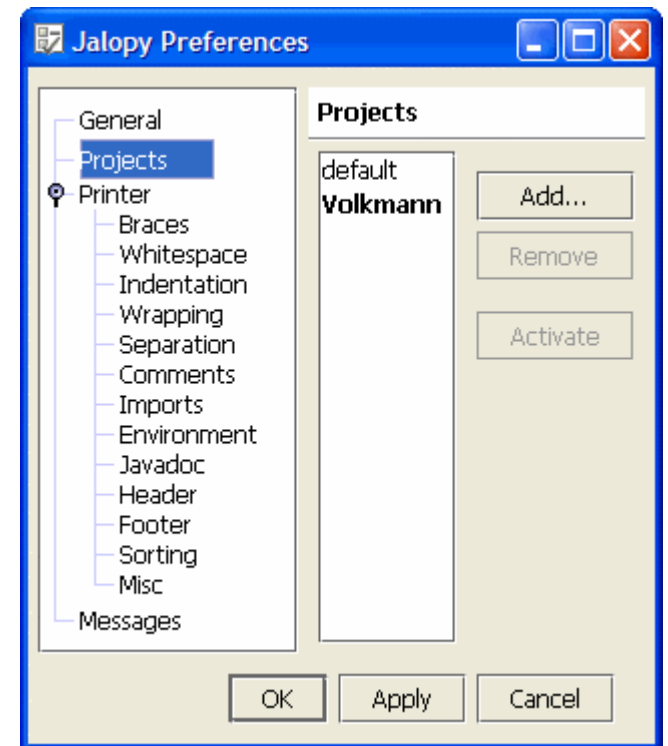 Jalopy Preferences
General
Projects
Printer
Braces
Whitespace
Indentation
Wrapping
Separation
Comments
Imports
Environment
Javadoc
Header
Footer
Sorting
Misc
Messages
Projects
default
Volkmann
Add...
Remove
Activate
OK
Apply
Cancel